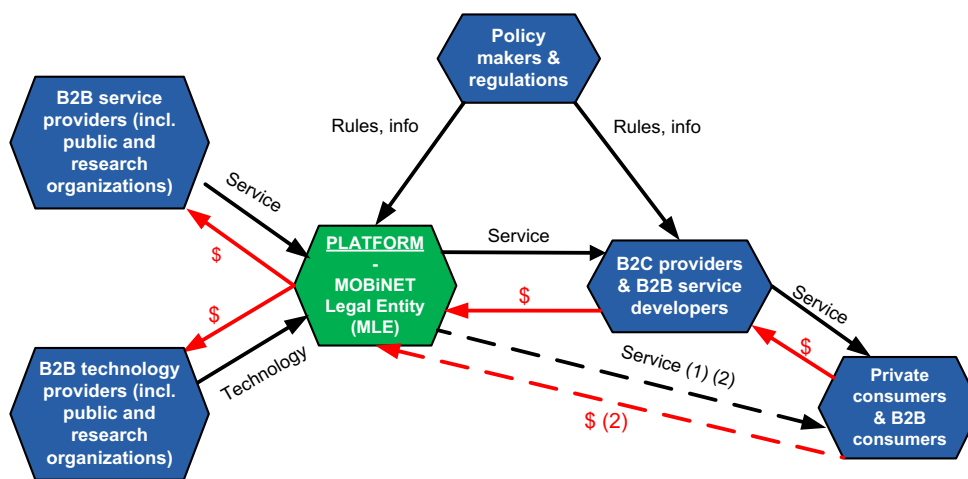 Policy
makers &
regulations
B2B service
providers (incl.
public and
research
organizations)
Rules, info
Rules, info
Service
PLATFORM
-
MOBiNET
Legal Entity
(MLE)
Service
B2C providers
& B2B service
developers
$
$
Service
$
$
B2B technology
providers (incl.
public and
research
organizations)
Technology
Service (1) (2)
$ (2)
Private
consumers
& B2B
consumers